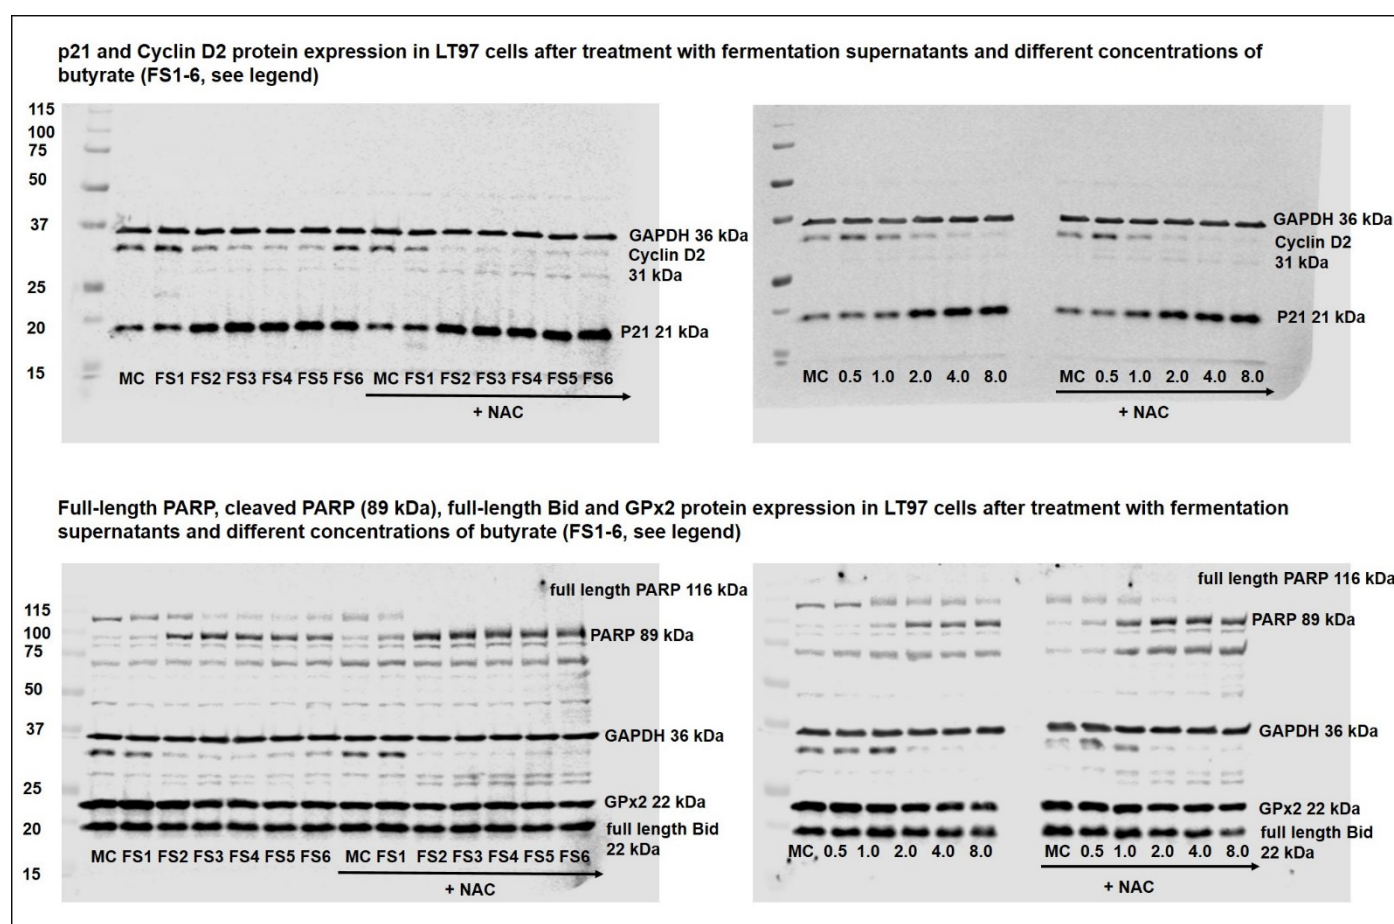 p21 and Cyclin D2 protein expression in LT97 cells after treatment with fermentation supernatants and different concentrations of
butyrate (FS1-6, see legend)
115
100
75
50
37
25
20
15
GAPDH 36 kDa
Cyclin D2
31 kDa
P21 21 kDa
MC FS1 FS2 FS3 FS4 FS5 FS6 MC FS1 FS2 FS3 FS4 FS5 FS6
+ NAC
GAPDH 36 kDa
Cyclin D2
31 kDa
P21 21 kDa
MC 0.5 1.0 2.0 4.0 8.0 MC 0.5 1.0 2.0 4.0 8.0
+ NAC
Full-length PARP, cleaved PARP (89 kDa), full-length Bid and GPx2 protein expression in LT97 cells after treatment with fermentation
supernatants and different concentrations of butyrate (FS1-6, see legend)
115
100
75
50
37
25
20
15
full length PARP 116 kDa
PARP 89 kDa
GAPDH 36 kDa
GPx2 22 kDa
full length Bid
22 kDa
MC FS1 FS2 FS3 FS4 FS5 FS6 MC FS1 FS2 FS3 FS4 FS5 FS6
+ NAC
full length PARP 116 kDa
PARP 89 kDa
GAPDH 36 kDa
GPx2 22 kDa
full length Bid
22 kDa
MC 0.5 1.0 2.0 4.0 8.0 MC 0.5 1.0 2.0 4.0 8.0
+ NAC